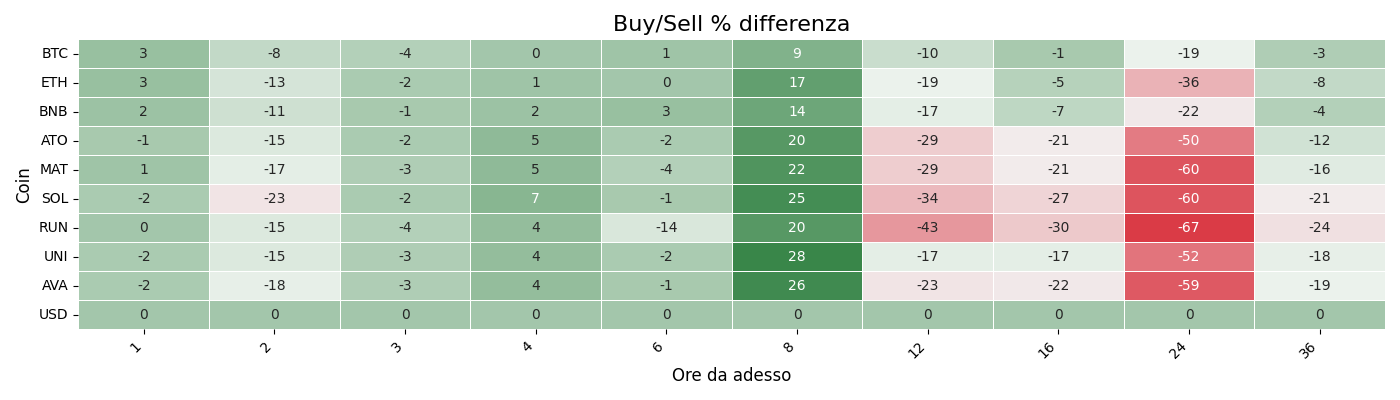 Buy/Sell % differenza
Coin
BTC 3 -8 -4 0 1 9 -10 -1 -19 -3
ETH 3 -13 -2 1 0 17 -19 -5 -36 -8
BNB 2 -11 -1 2 3 14 -17 -7 -22 -4
ATO -1 -15 -2 5 -2 20 -29 -21 -50 -12
MAT 1 -17 -3 5 -4 22 -29 -21 -60 -16
SOL -2 -23 -2 7 -1 25 -34 -27 -60 -21
RUN 0 -15 -4 4 -14 20 -43 -30 -67 -24
UNI -2 -15 -3 4 -2 28 -17 -17 -52 -18
AVA -2 -18 -3 4 -1 26 -23 -22 -59 -19
USD 0 0 0 0 0 0 0 0 0 0
1 2 3 4 6 8 12 16 24 36
Ore da adesso